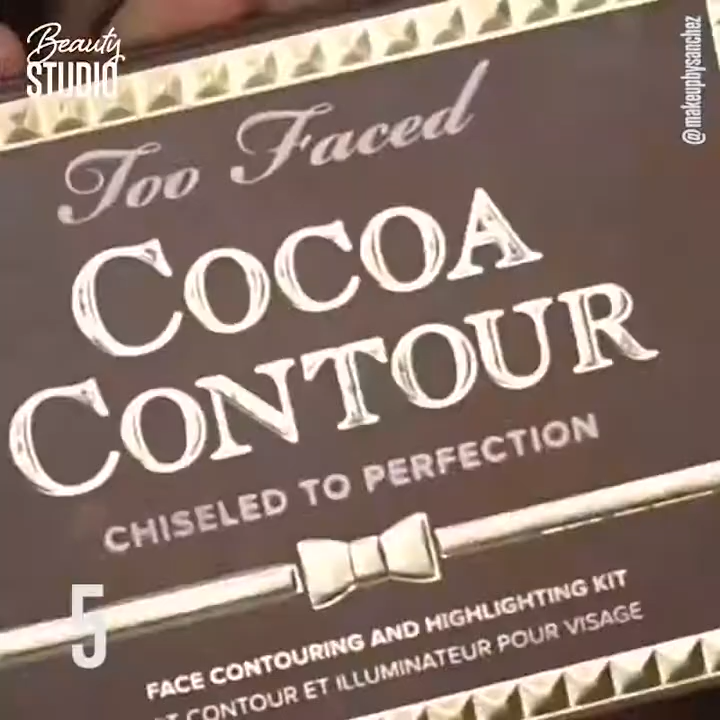 Beauty
STUDIO
@makeupbysanchez
Too Faced
COCOA
CONTOUR
CHISELED TO PERFECTION
5
FACE CONTOURING AND HIGHLIGHTING KIT
CONTOUR ET ILLUMINATEUR POUR VISAGE